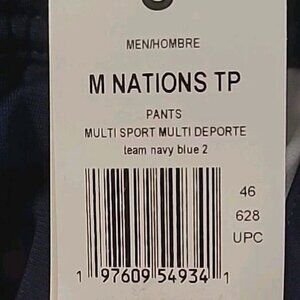 MEN/HOMBRE
M NATIONS TP
PANTS
MULTI SPORT MULTI DEPORTE
team navy blue 2
46
628
UPC
1 97609 54934 1